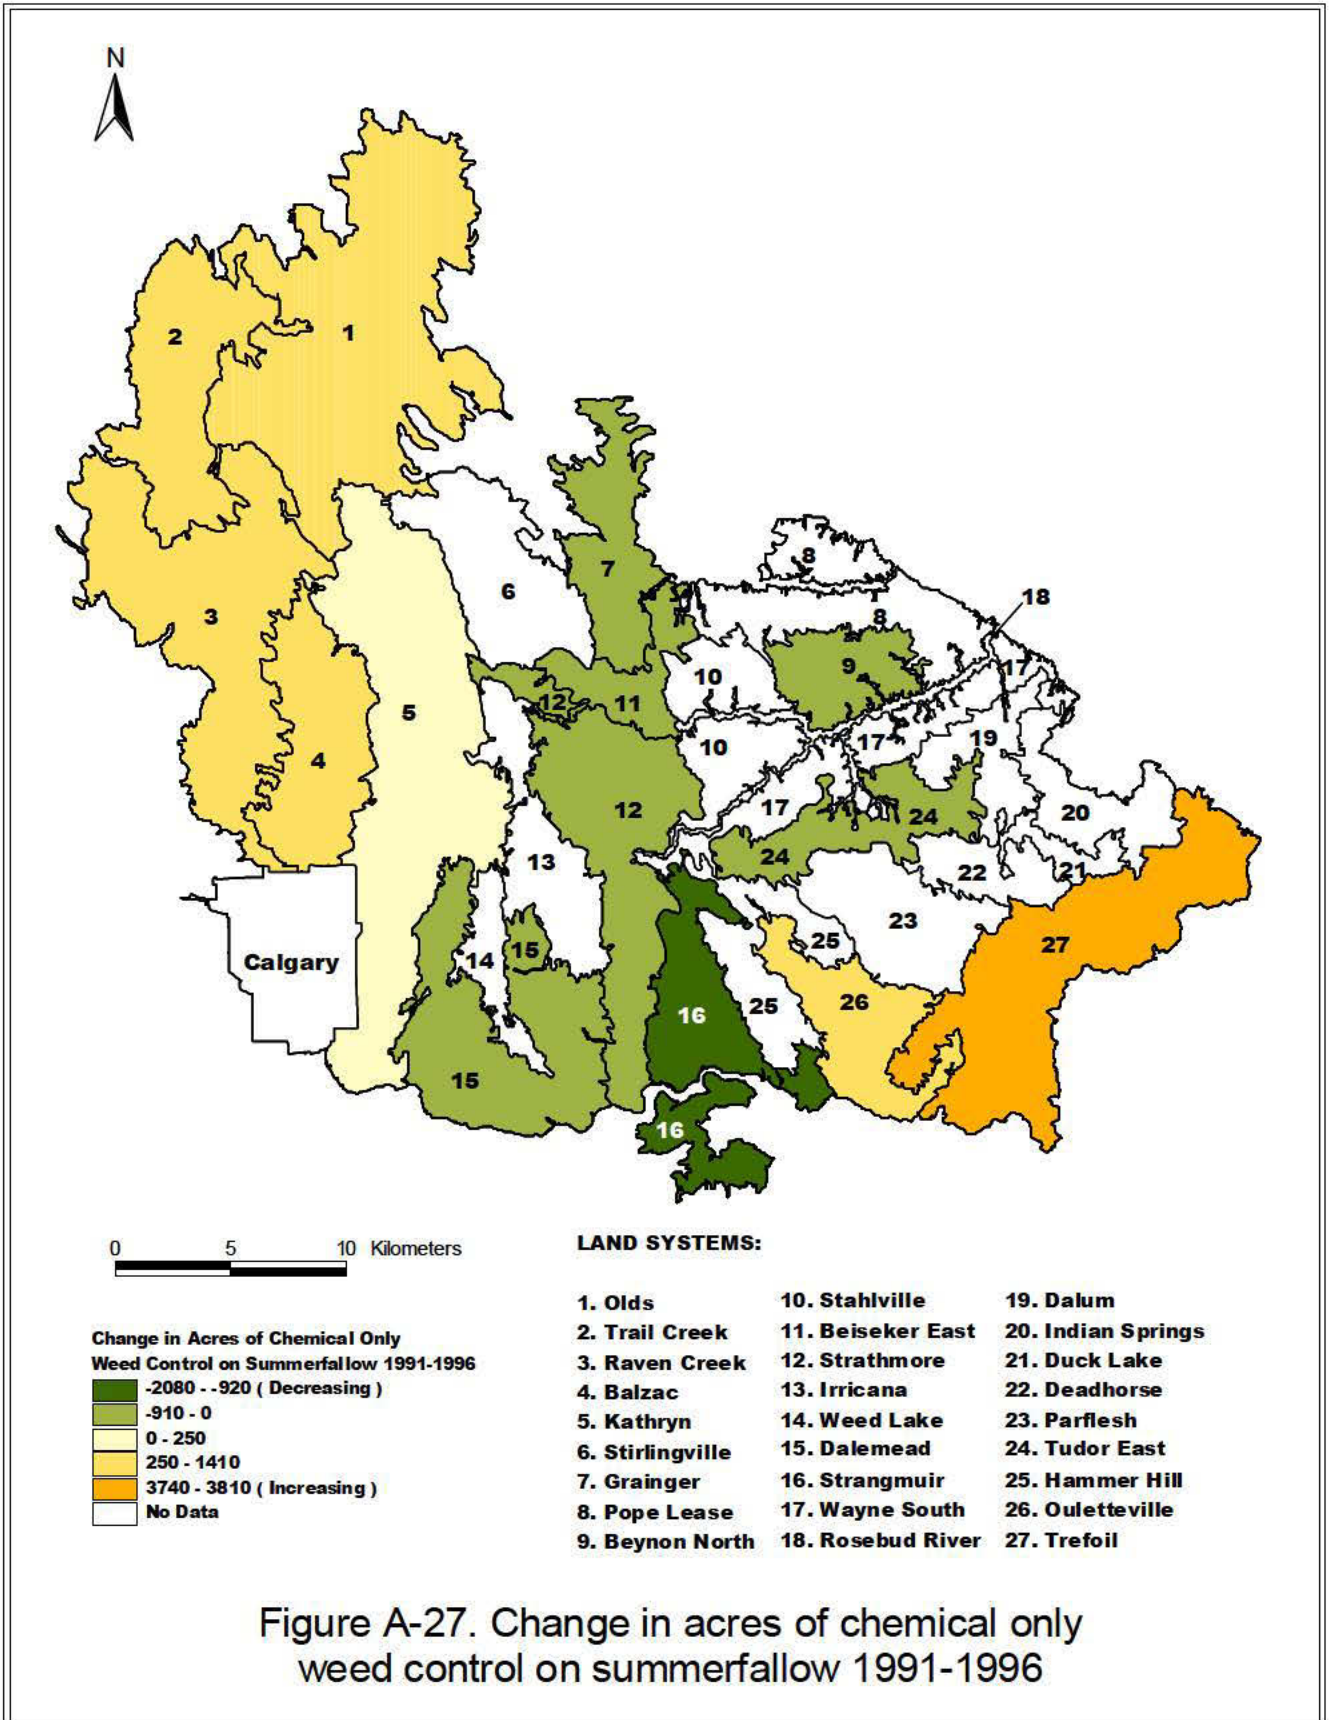 N
1
2
3
4
5
6
7
8
8
18
9
17
10
12
11
10
17
19
12
17
24
20
13
24
22
21
23
25
15
14
27
Calgary
26
25
16
15
16
0 5 10 Kilometers
Change in Acres of Chemical Only
Weed Control on Summerfallow 1991-1996
-2080 - -920 ( Decreasing )
-910 - 0
0 - 250
250 - 1410
3740 - 3810 ( Increasing )
No Data
LAND SYSTEMS:
1. Olds
2. Trail Creek
3. Raven Creek
4. Balzac
5. Kathryn
6. Stirlingville
7. Grainger
8. Pope Lease
9. Beynon North
10. Stahlville
11. Beiseker East
12. Strathmore
13. Irricana
14. Weed Lake
15. Dalemead
16. Strangmuir
17. Wayne South
18. Rosebud River
19. Dalum
20. Indian Springs
21. Duck Lake
22. Deadhorse
23. Parflesh
24. Tudor East
25. Hammer Hill
26. Ouletteville
27. Trefoil
Figure A-27. Change in acres of chemical only
weed control on summerfallow 1991-1996